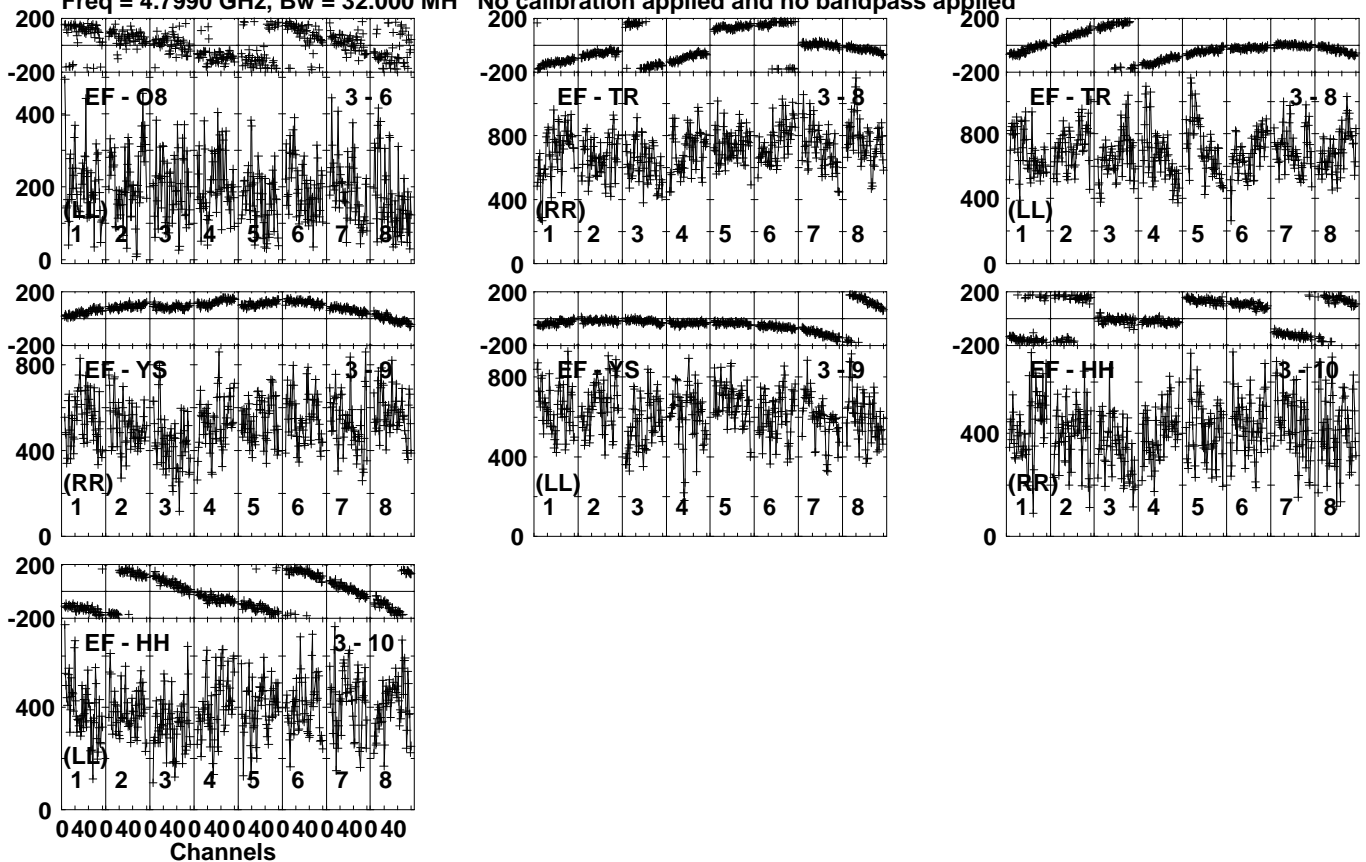 Freq = 4.7990 GHz, Bw = 32.000 MH No calibration applied and no bandpass applied
200
-200
EF - O8 3 - 6
400
200
0
(LL)
1 2 3 4 5 6 7 8
200
-200
EF - TR 3 - 8
800
400
0
(RR)
1 2 3 4 5 6 7 8
200
-200
EF - TR 3 - 8
800
400
0
(LL)
1 2 3 4 5 6 7 8
200
-200
EF - YS 3 - 9
800
400
0
(RR)
1 2 3 4 5 6 7 8
200
-200
EF - YS 3 - 9
800
400
0
(LL)
1 2 3 4 5 6 7 8
200
-200
EF - HH 3 - 10
400
0
(RR)
1 2 3 4 5 6 7 8
200
-200
EF - HH 3 - 10
400
0
(LL)
1 2 3 4 5 6 7 8
0 40 0 40 0 40 0 40 0 40 0 40 0 40 0 40
Channels